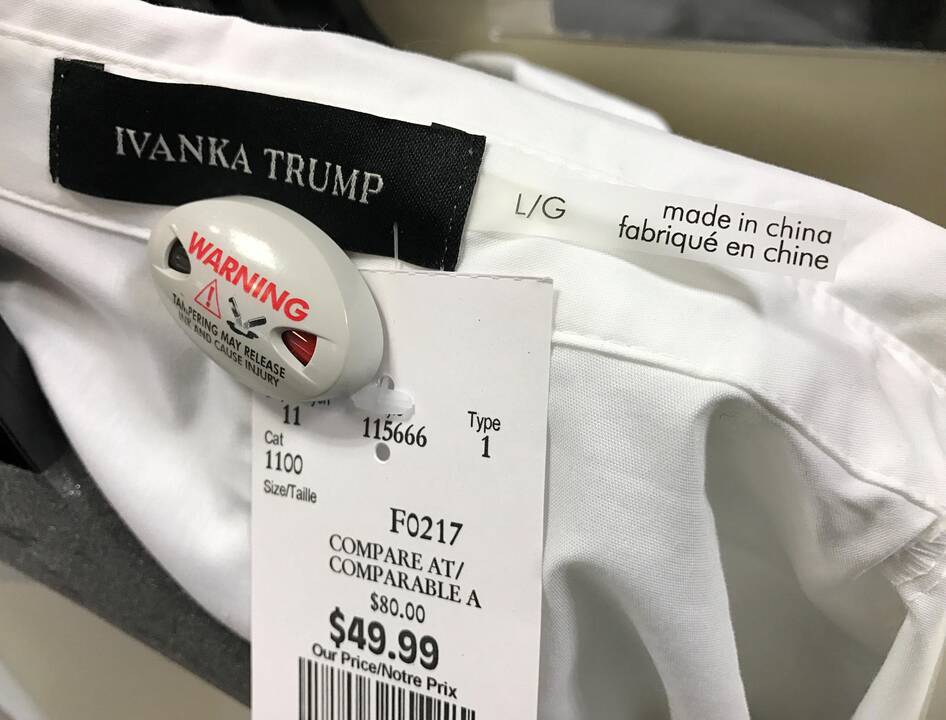 IVANKA TRUMP
L/G
made in china
fabriqué en chine
WARNING
TAMPERING MAY RELEASE
INK AND CAUSE INJURY
11
115666
Type
1
Cat
1100
Size/Taille
F0217
COMPARE AT/
COMPARABLE A
$80.00
$49.99
Our Price/Notre Prix